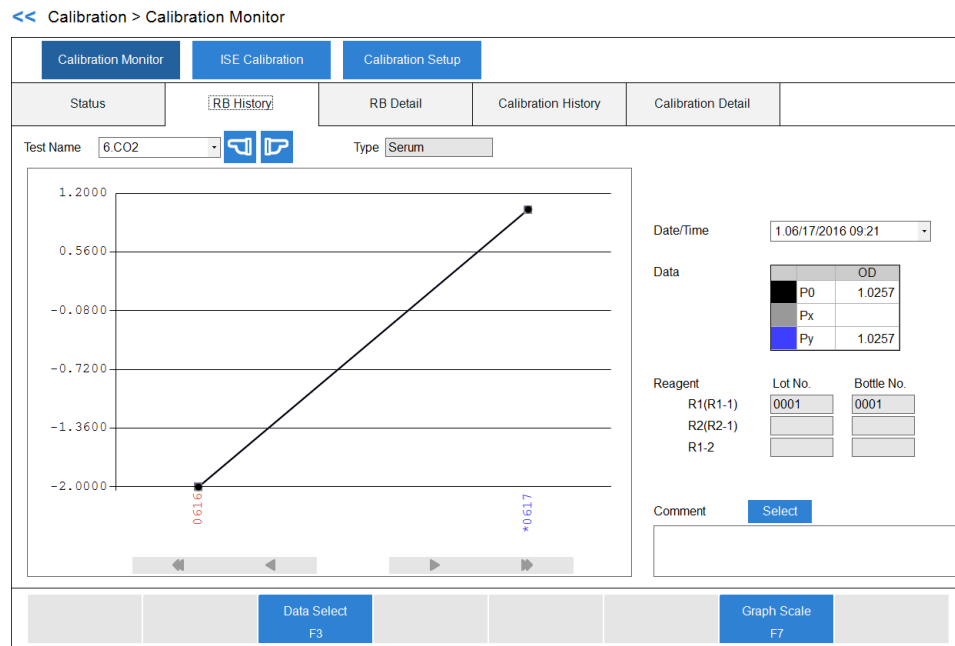 << Calibration > Calibration Monitor
Calibration Monitor ISE Calibration Calibration Setup
Status RB History RB Detail Calibration History Calibration Detail
Test Name 6.CO2 Type Serum
1.2000
0.5600
-0.0800
-0.7200
-1.3600
-2.0000
0616
*0617
Date/Time 1.06/17/2016 09:21
Data OD
P0 1.0257
Px
Py 1.0257
Reagent Lot No. Bottle No.
R1(R1-1) 0001 0001
R2(R2-1)
R1-2
Comment Select
Data Select
F3
Graph Scale
F7